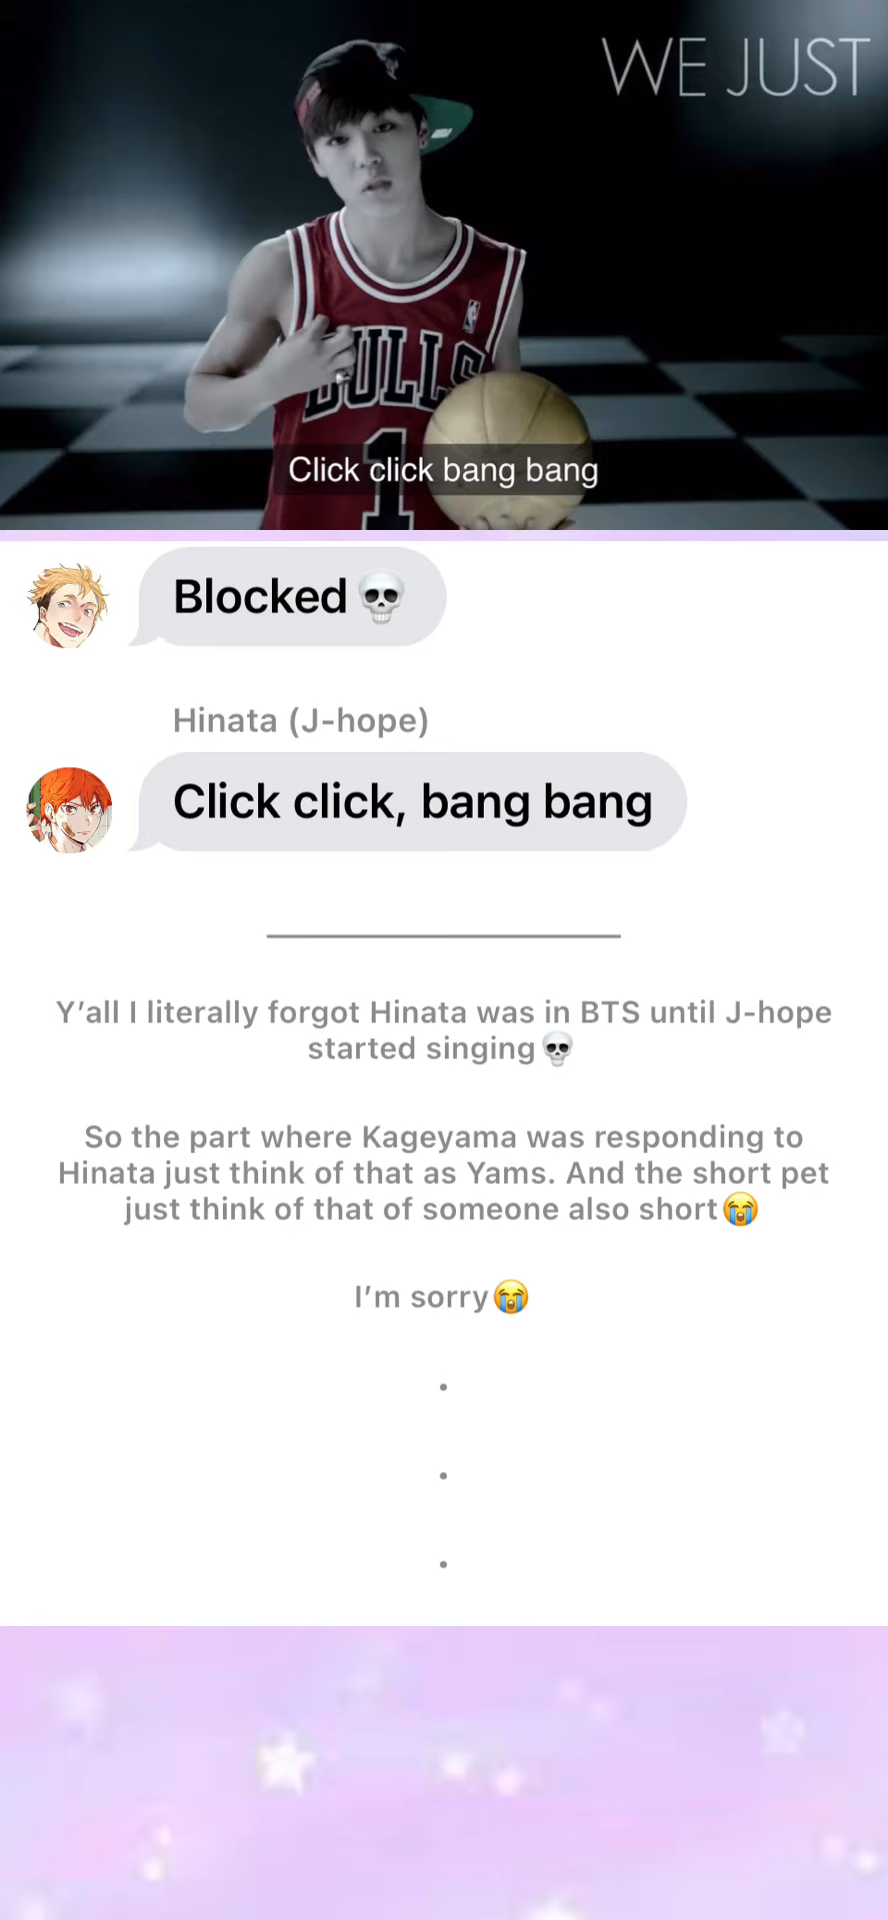 WE JUST
BULLS
1
Click click bang bang
Blocked💀
Hinata (J-hope)
Click click, bang bang
Y’all I literally forgot Hinata was in BTS until J-hope
started singing💀
So the part where Kageyama was responding to
Hinata just think of that as Yams. And the short pet
just think of that of someone also short😭
I’m sorry😭
.
.
.